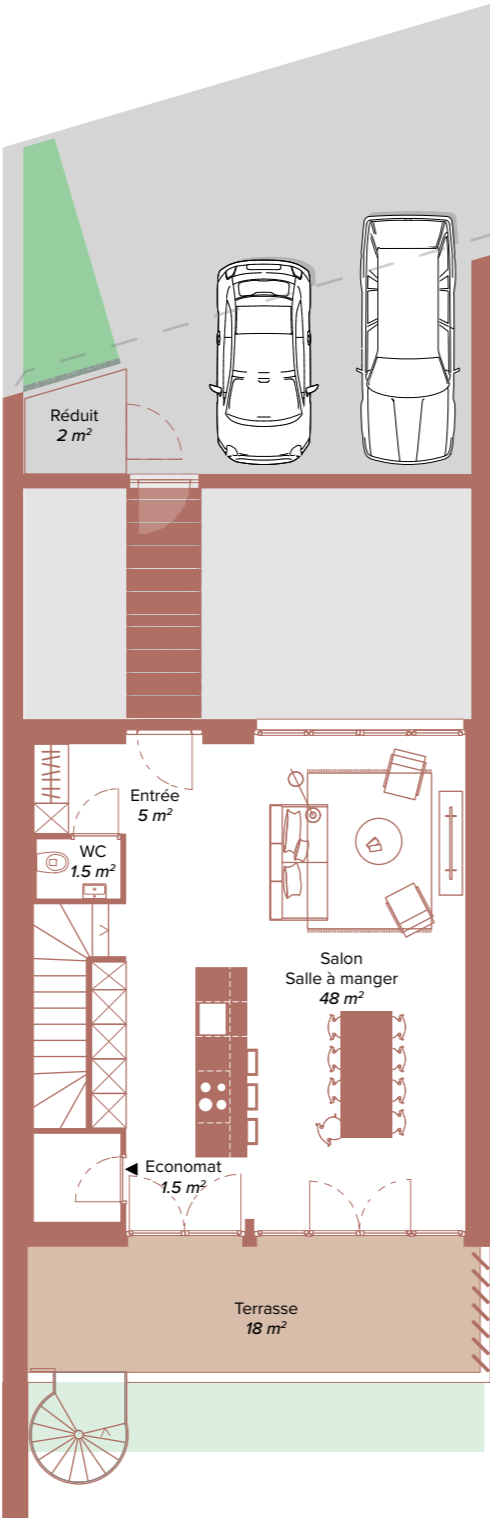 Réduit
2 m²
Entrée
5 m²
WC
1.5 m²
Salon
Salle à manger
48 m²
Economat
1.5 m²
Terrasse
18 m²